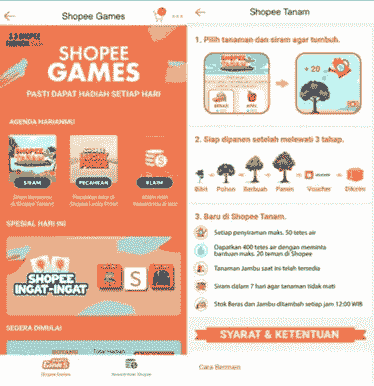 Shopee Games
3.3 SHOPEE
FASHION
SHOPEE
GAMES
PASTI DAPAT HADIAH SETIAP HARI
AGENDA HARIANMU
SIRAM
PECAHKAN
KLAIM
SPESIAL HARI INI
SHOPEE
INGAT-INGAT
SEGERA DIMULAI
Shopee Games
Shopee Tanam
1. Pilih tanaman dan siram agar tumbuh.
+ 20
2. Siap dipanen setelah melewati 3 tahap.
Bibit
Pohon
Berbuah
Panen
Voucher
Dikirim
3. Baru di Shopee Tanam.
Setiap penyiraman maks. 50 tetes air
Dapatkan 400 tetes air dengan meminta
bantuan maks. 20 teman di Shopee
Tanaman Jambu saat ini telah tersedia
Siram dalam 7 hari agar tanaman tidak mati
Stok Beras dan Jambu ditambah setiap jam 12:00 WIB
SYARAT & KETENTUAN
Cara Bermain